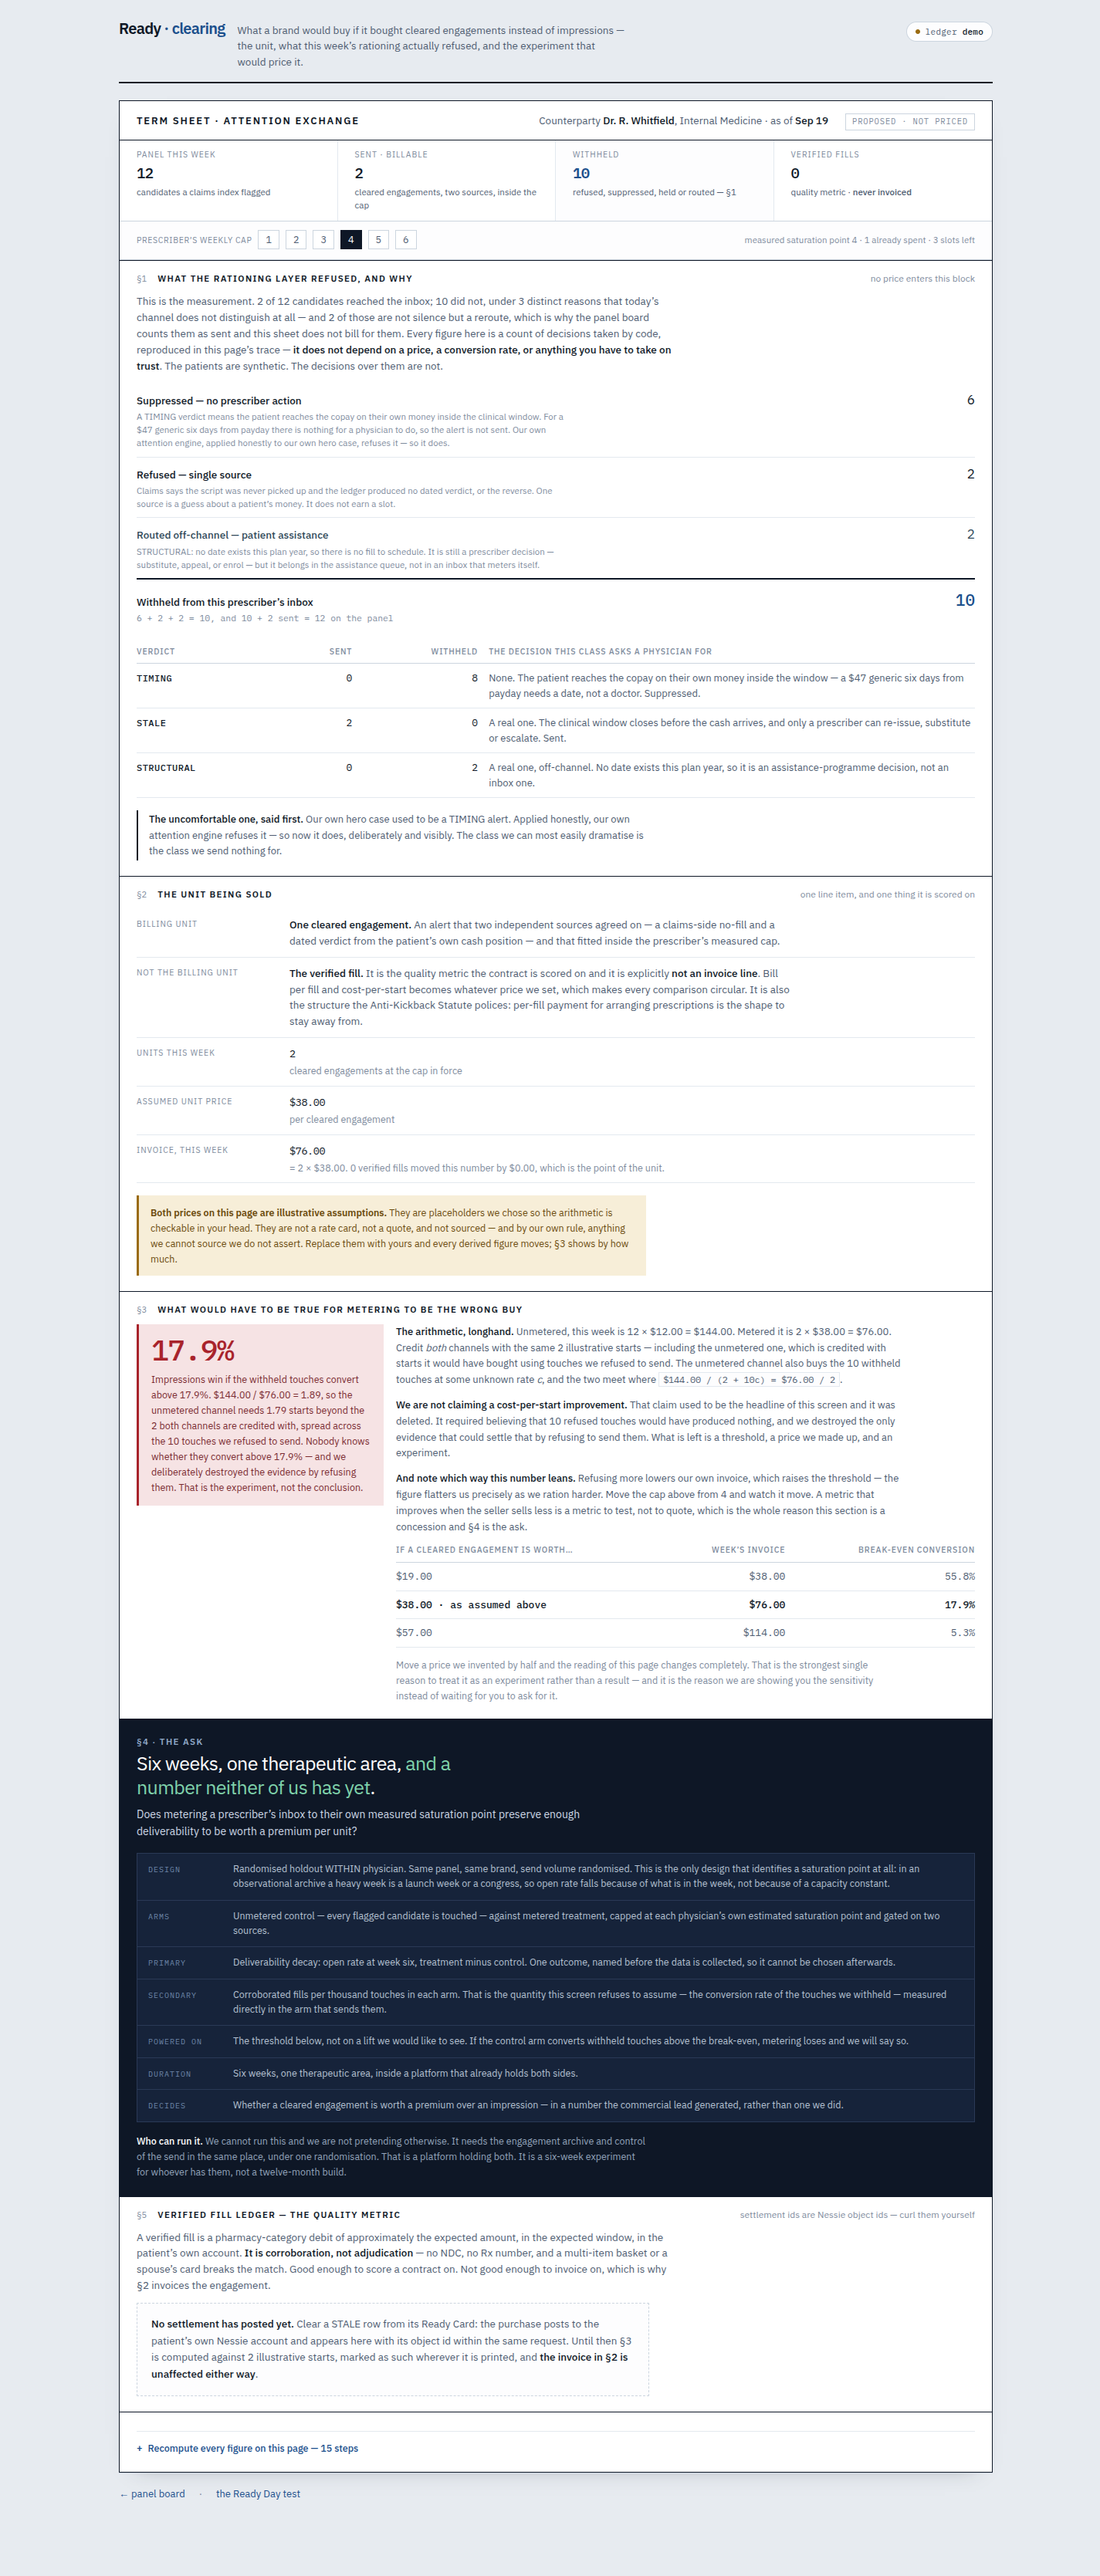 Ready · clearing
What a brand would buy if it bought cleared engagements instead of impressions —
the unit, what this week’s rationing actually refused, and the experiment that
would price it.
ledger demo
TERM SHEET · ATTENTION EXCHANGE
Counterparty Dr. R. Whitfield, Internal Medicine · as of Sep 19
PROPOSED · NOT PRICED
PANEL THIS WEEK
12
candidates a claims index flagged
SENT · BILLABLE
2
cleared engagements, two sources, inside the
cap
WITHHELD
10
refused, suppressed, held or routed — §1
VERIFIED FILLS
0
quality metric · never invoiced
PRESCRIBER'S WEEKLY CAP 1 2 3 4 5 6
measured saturation point 4 · 1 already spent · 3 slots left
§1 WHAT THE RATIONING LAYER REFUSED, AND WHY
no price enters this block
This is the measurement. 2 of 12 candidates reached the inbox; 10 did not, under 3 distinct reasons that today’s
channel does not distinguish at all — and 2 of those are not silence but a reroute, which is why the panel board
counts them as sent and this sheet does not bill for them. Every figure here is a count of decisions taken by code,
reproduced in this page’s trace — it does not depend on a price, a conversion rate, or anything you have to take on
trust. The patients are synthetic. The decisions over them are not.
Suppressed — no prescriber action
6
A TIMING verdict means the patient reaches the copay on their own money inside the clinical window. For a
$47 generic six days from payday there is nothing for a physician to do, so the alert is not sent. Our own
attention engine, applied honestly to our own hero case, refuses it — so it does.
Refused — single source
2
Claims says the script was never picked up and the ledger produced no dated verdict, or the reverse. One
source is a guess about a patient's money. It does not earn a slot.
Routed off-channel — patient assistance
2
STRUCTURAL: no date exists this plan year, so there is no fill to schedule. It is still a prescriber decision —
substitute, appeal, or enrol — but it belongs in the assistance queue, not in an inbox that meters itself.
Withheld from this prescriber’s inbox
10
6 + 2 + 2 = 10, and 10 + 2 sent = 12 on the panel
VERDICT SENT WITHHELD THE DECISION THIS CLASS ASKS A PHYSICIAN FOR
TIMING 0 8 None. The patient reaches the copay on their own money inside the window — a $47 generic six days from
payday needs a date, not a doctor. Suppressed.
STALE 2 0 A real one. The clinical window closes before the cash arrives, and only a prescriber can re-issue, substitute
or escalate. Sent.
STRUCTURAL 0 2 A real one, off-channel. No date exists this plan year, so it is an assistance-programme decision, not an
inbox one.
The uncomfortable one, said first. Our own hero case used to be a TIMING alert. Applied honestly, our own
attention engine refuses it — so now it does, deliberately and visibly. The class we can most easily dramatise is
the class we send nothing for.
§2 THE UNIT BEING SOLD
one line item, and one thing it is scored on
BILLING UNIT
One cleared engagement. An alert that two independent sources agreed on — a claims-side no-fill and a
dated verdict from the patient’s own cash position — and that fitted inside the prescriber’s measured cap.
NOT THE BILLING UNIT
The verified fill. It is the quality metric the contract is scored on and it is explicitly not an invoice line. Bill
per fill and cost-per-start becomes whatever price we set, which makes every comparison circular. It is also
the structure the Anti-Kickback Statute polices: per-fill payment for arranging prescriptions is the shape to
stay away from.
UNITS THIS WEEK
2
cleared engagements at the cap in force
ASSUMED UNIT PRICE
$38.00
per cleared engagement
INVOICE, THIS WEEK
$76.00
= 2 × $38.00. 0 verified fills moved this number by $0.00, which is the point of the unit.
Both prices on this page are illustrative assumptions. They are placeholders we chose so the arithmetic is
checkable in your head. They are not a rate card, not a quote, and not sourced — and by our own rule, anything
we cannot source we do not assert. Replace them with yours and every derived figure moves; §3 shows by how
much.
§3 WHAT WOULD HAVE TO BE TRUE FOR METERING TO BE THE WRONG BUY
17.9%
Impressions win if the withheld touches convert
above 17.9%. $144.00 / $76.00 = 1.89, so the
unmetered channel needs 1.79 starts beyond the
2 both channels are credited with, spread across
the 10 touches we refused to send. Nobody knows
whether they convert above 17.9% — and we
deliberately destroyed the evidence by refusing
them. That is the experiment, not the conclusion.
The arithmetic, longhand. Unmetered, this week is 12 × $12.00 = $144.00. Metered it is 2 × $38.00 = $76.00.
Credit both channels with the same 2 illustrative starts — including the unmetered one, which is credited with
starts it would have bought using touches we refused to send. The unmetered channel also buys the 10 withheld
touches at some unknown rate c, and the two meet where $144.00 / (2 + 10c) = $76.00 / 2.
We are not claiming a cost-per-start improvement. That claim used to be the headline of this screen and it was
deleted. It required believing that 10 refused touches would have produced nothing, and we destroyed the only
evidence that could settle that by refusing to send them. What is left is a threshold, a price we made up, and an
experiment.
And note which way this number leans. Refusing more lowers our own invoice, which raises the threshold — the
figure flatters us precisely as we ration harder. Move the cap above from 4 and watch it move. A metric that
improves when the seller sells less is a metric to test, not to quote, which is the whole reason this section is a
concession and §4 is the ask.
IF A CLEARED ENGAGEMENT IS WORTH… WEEK'S INVOICE BREAK-EVEN CONVERSION
$19.00 $38.00 55.8%
$38.00 · as assumed above $76.00 17.9%
$57.00 $114.00 5.3%
Move a price we invented by half and the reading of this page changes completely. That is the strongest single
reason to treat it as an experiment rather than a result — and it is the reason we are showing you the sensitivity
instead of waiting for you to ask for it.
§4 · THE ASK
Six weeks, one therapeutic area, and a
number neither of us has yet.
Does metering a prescriber’s inbox to their own measured saturation point preserve enough
deliverability to be worth a premium per unit?
DESIGN
Randomised holdout WITHIN physician. Same panel, same brand, send volume randomised. This is the only design that identifies a saturation point at all: in an
observational archive a heavy week is a launch week or a congress, so open rate falls because of what is in the week, not because of a capacity constant.
ARMS
Unmetered control — every flagged candidate is touched — against metered treatment, capped at each physician’s own estimated saturation point and gated on two
sources.
PRIMARY
Deliverability decay: open rate at week six, treatment minus control. One outcome, named before the data is collected, so it cannot be chosen afterwards.
SECONDARY
Corroborated fills per thousand touches in each arm. That is the quantity this screen refuses to assume — the conversion rate of the touches we withheld — measured
directly in the arm that sends them.
POWERED ON
The threshold below, not on a lift we would like to see. If the control arm converts withheld touches above the break-even, metering loses and we will say so.
DURATION
Six weeks, one therapeutic area, inside a platform that already holds both sides.
DECIDES
Whether a cleared engagement is worth a premium over an impression — in a number the commercial lead generated, rather than one we did.
Who can run it. We cannot run this and we are not pretending otherwise. It needs the engagement archive and control
of the send in the same place, under one randomisation. That is a platform holding both. It is a six-week experiment
for whoever has them, not a twelve-month build.
§5 VERIFIED FILL LEDGER — THE QUALITY METRIC
settlement ids are Nessie object ids — curl them yourself
A verified fill is a pharmacy-category debit of approximately the expected amount, in the expected window, in the
patient’s own account. It is corroboration, not adjudication — no NDC, no Rx number, and a multi-item basket or a
spouse’s card breaks the match. Good enough to score a contract on. Not good enough to invoice on, which is why
§2 invoices the engagement.
No settlement has posted yet. Clear a STALE row from its Ready Card: the purchase posts to the
patient’s own Nessie account and appears here with its object id within the same request. Until then §3
is computed against 2 illustrative starts, marked as such wherever it is printed, and the invoice in §2 is
unaffected either way.
+ Recompute every figure on this page — 15 steps
← panel board · the Ready Day test